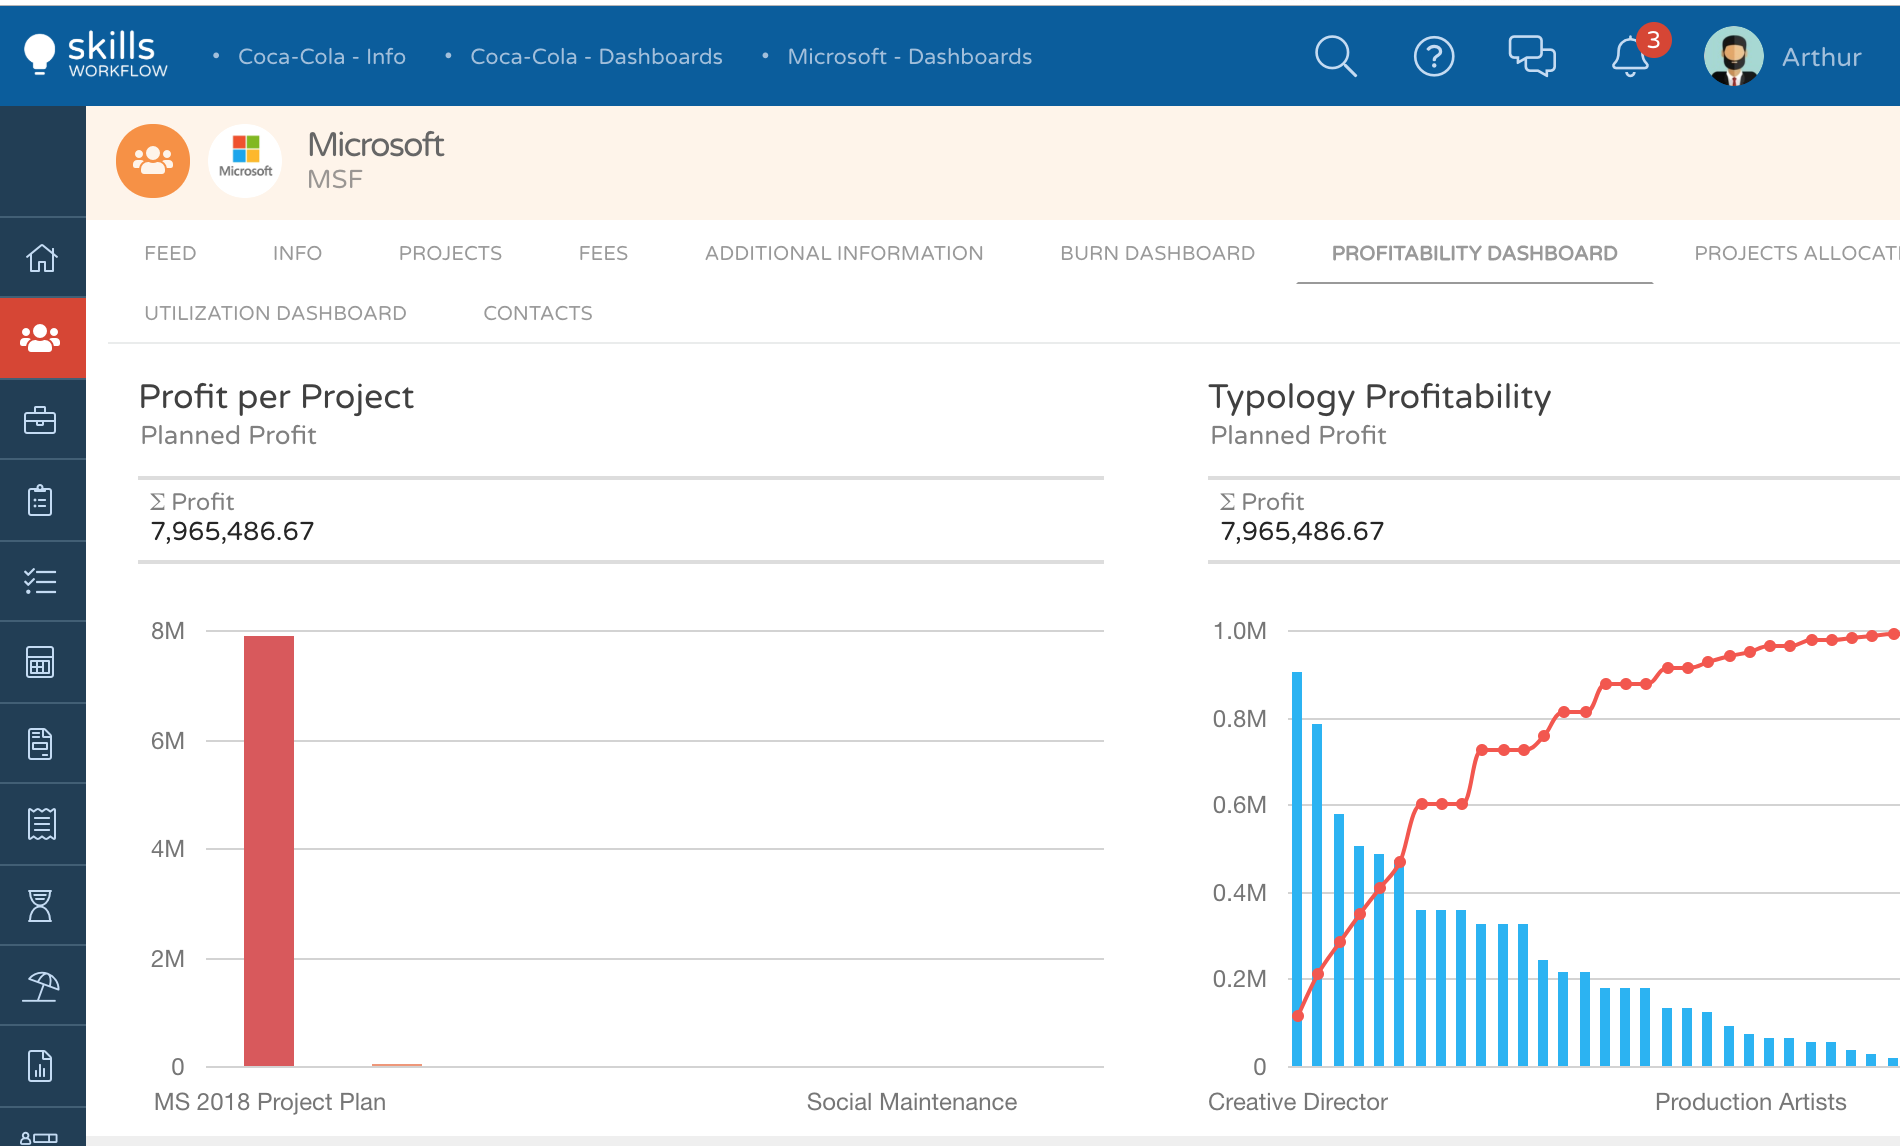 skills
WORKFLOW
• Coca-Cola - Info • Coca-Cola - Dashboards • Microsoft - Dashboards
?
3
Arthur
Microsoft
Microsoft
MSF
FEED INFO PROJECTS FEES ADDITIONAL INFORMATION BURN DASHBOARD PROFITABILITY DASHBOARD PROJECTS ALLOCATI
UTILIZATION DASHBOARD CONTACTS
Profit per Project
Planned Profit
Σ Profit
7,965,486.67
8M
6M
4M
2M
0
MS 2018 Project Plan Social Maintenance
Typology Profitability
Planned Profit
Σ Profit
7,965,486.67
1.0M
0.8M
0.6M
0.4M
0.2M
0
Creative Director Production Artists